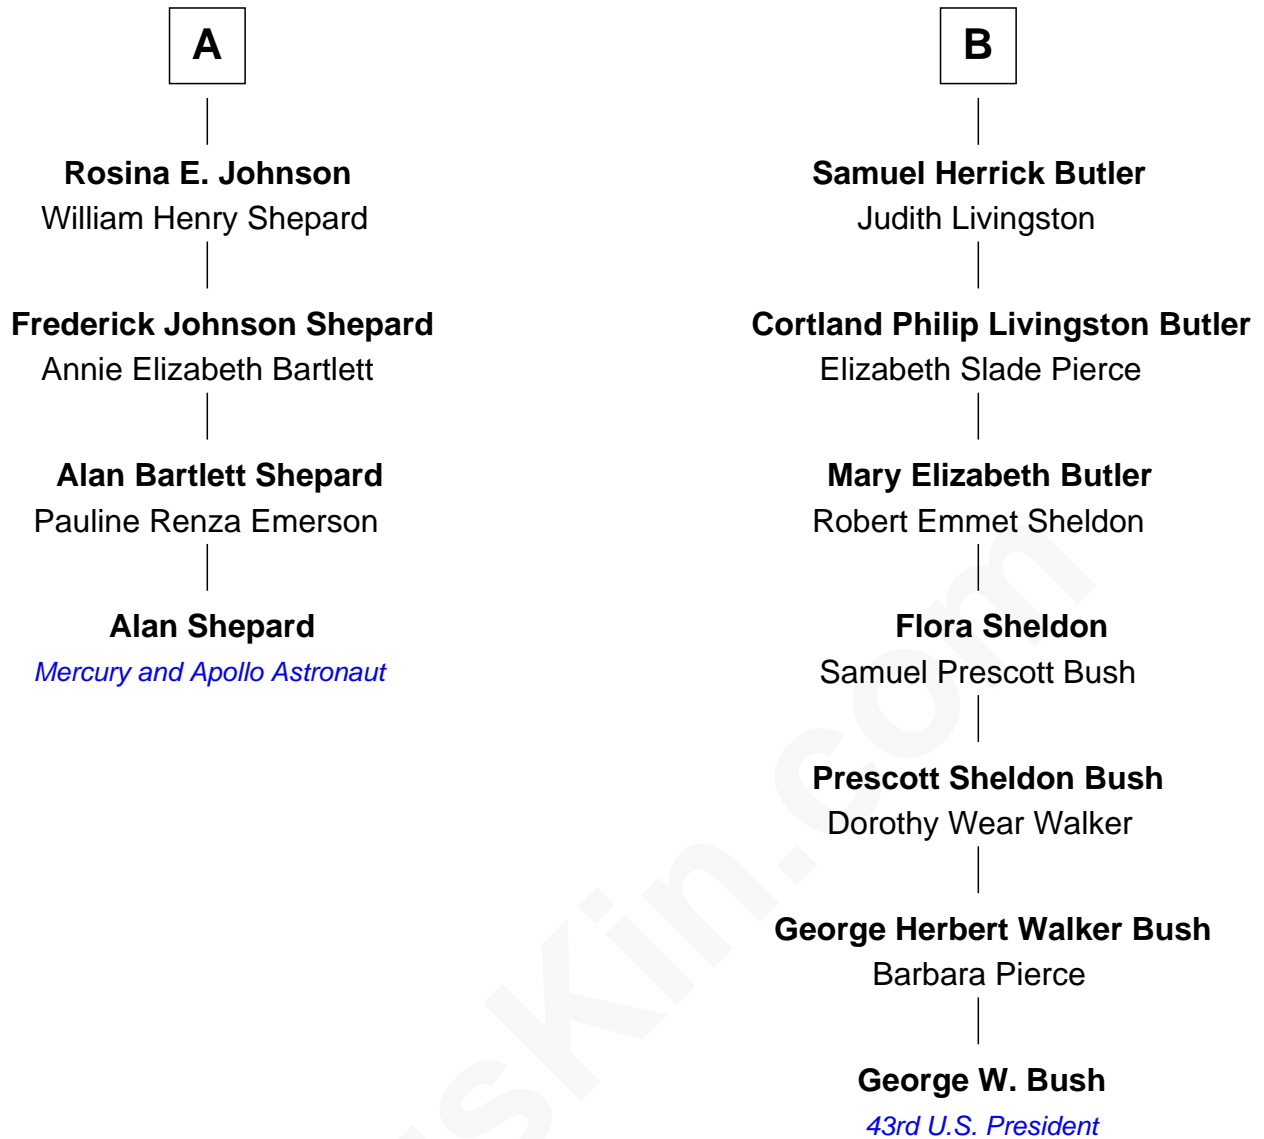 A
Rosina E. Johnson
William Henry Shepard
Frederick Johnson Shepard
Annie Elizabeth Bartlett
Alan Bartlett Shepard
Pauline Renza Emerson
Alan Shepard
Mercury and Apollo Astronaut
B
Samuel Herrick Butler
Judith Livingston
Cortland Philip Livingston Butler
Elizabeth Slade Pierce
Mary Elizabeth Butler
Robert Emmet Sheldon
Flora Sheldon
Samuel Prescott Bush
Prescott Sheldon Bush
Dorothy Wear Walker
George Herbert Walker Bush
Barbara Pierce
George W. Bush
43rd U.S. President
usKin.com